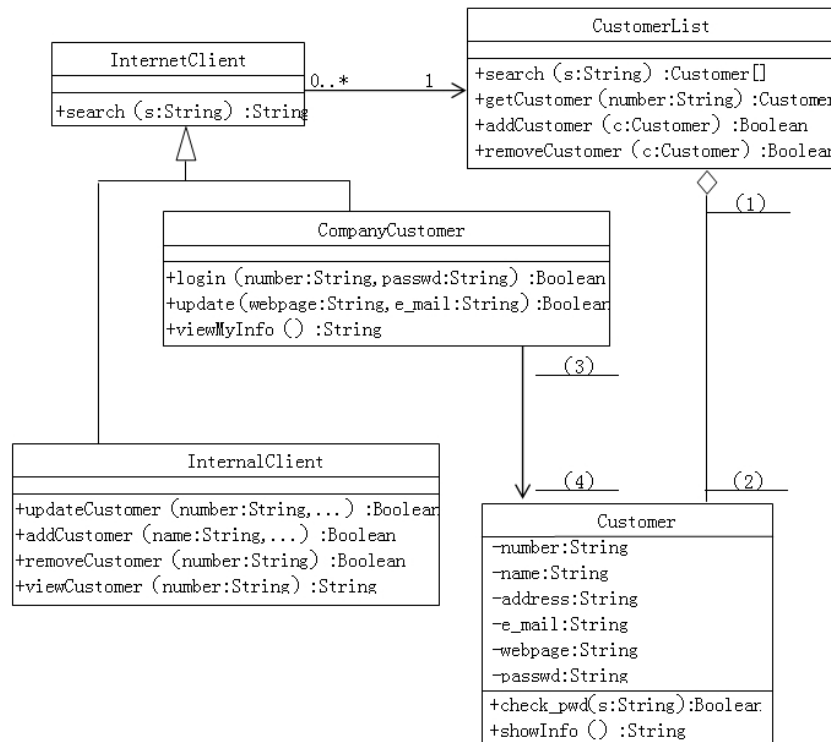 InternetClient
+search (s:String) :String
0..*
1
CustomerList
+search (s:String) :Customer[]
+getCustomer (number:String) :Customer
+addCustomer (c:Customer) :Boolean
+removeCustomer (c:Customer) :Boolean
(1)
CompanyCustomer
+login (number:String,passwd:String) :Boolean
+update(webpage:String,e_mail:String):Boolean
+viewMyInfo () :String
(3)
InternalClient
+updateCustomer (number:String,...) :Boolean
+addCustomer (name:String,...) :Boolean
+removeCustomer (number:String) :Boolean
+viewCustomer (number:String) :String
(4)
(2)
Customer
-number:String
-name:String
-address:String
-e_mail:String
-webpage:String
-passwd:String
+check_pwd(s:String):Boolean
+showInfo () :String